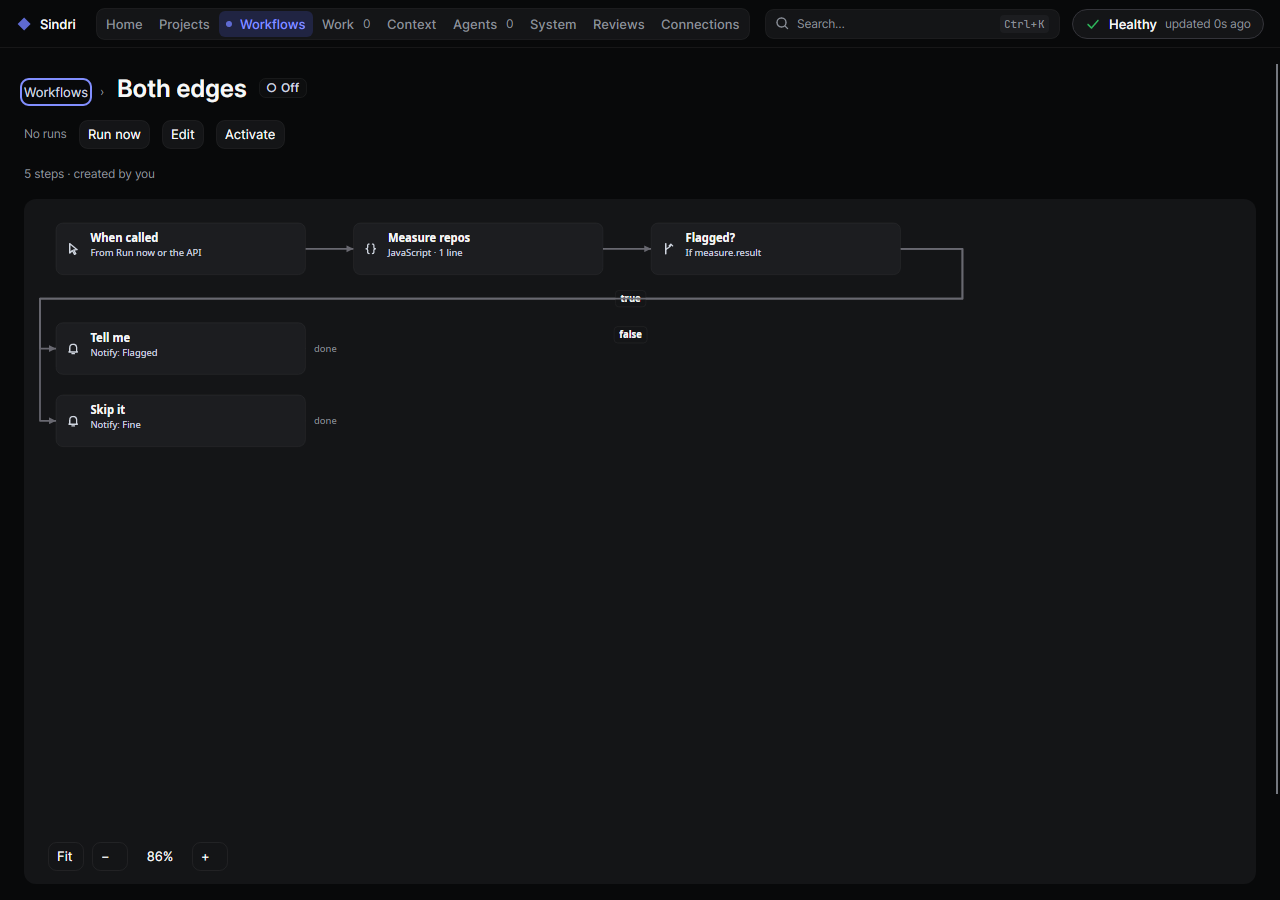 Sindri
Home Projects Workflows Work 0 Context Agents 0 System Reviews Connections
Search... Ctrl+K
Healthy updated 0s ago
Workflows › Both edges Off
No runs Run now Edit Activate
5 steps · created by you
When called
From Run now or the API
{} Measure repos
JavaScript · 1 line
Flagged?
If measure.result
true
Tell me
Notify: Flagged
done
false
Skip it
Notify: Fine
done
Fit − 86% +